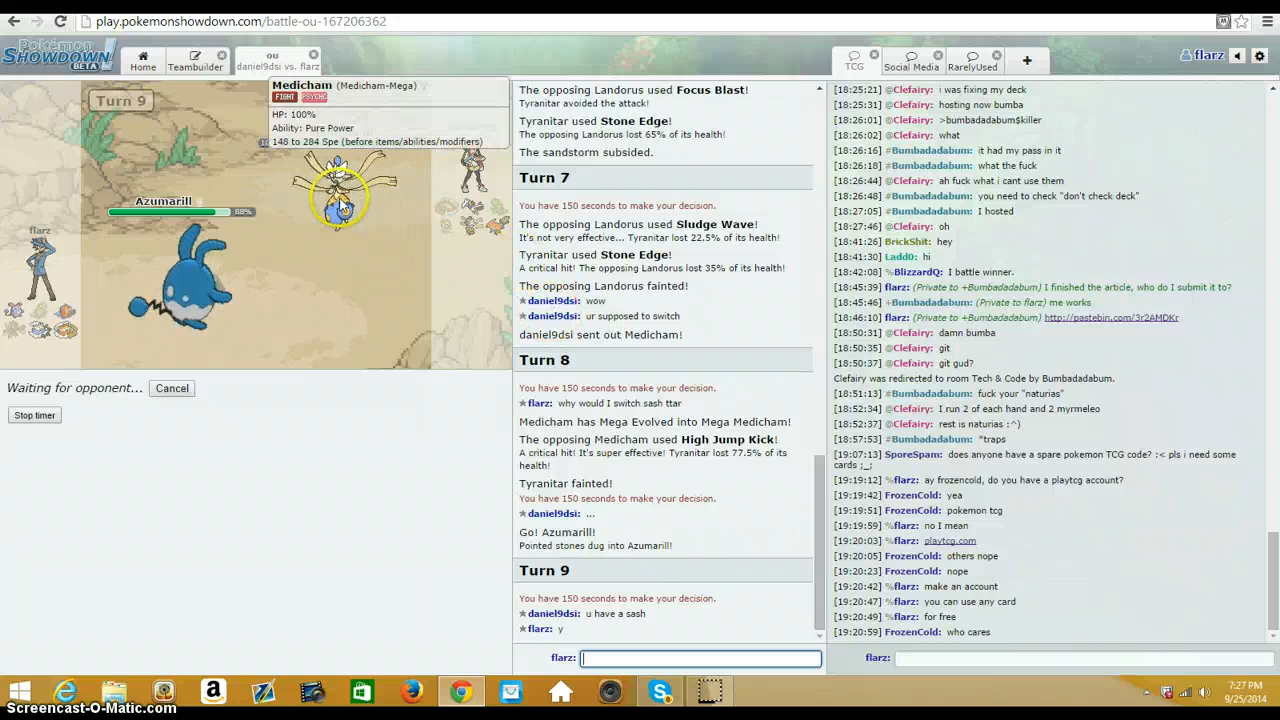 play.pokemonshowdown.com/battle-ou-167206362
Pokémon
SHOWDOWN
BETA
Home
Teambuilder
ou
daniel9dsi vs. flarz
TCG
Social Media
RarelyUsed
+
flarz
Turn 9
Medicham (Medicham-Mega)
FIGHT PSYCHC
HP: 100%
Ability: Pure Power
148 to 284 Spe (before items/abilities/modifiers)
Azumarill
88%
flarz
Waiting for opponent... Cancel
Stop timer
The opposing Landorus used Focus Blast!
Tyranitar avoided the attack!
Tyranitar used Stone Edge!
The opposing Landorus lost 65% of its health!
The sandstorm subsided.
Turn 7
You have 150 seconds to make your decision.
The opposing Landorus used Sludge Wave!
It's not very effective... Tyranitar lost 22.5% of its health!
Tyranitar used Stone Edge!
A critical hit! The opposing Landorus lost 35% of its health!
The opposing Landorus fainted!
★daniel9dsi: wow
★daniel9dsi: ur supposed to switch
daniel9dsi sent out Medicham!
Turn 8
You have 150 seconds to make your decision.
★flarz: why would I switch sash ttar
Medicham has Mega Evolved into Mega Medicham!
The opposing Medicham used High Jump Kick!
A critical hit! It's super effective! Tyranitar lost 77.5% of its
health!
Tyranitar fainted!
You have 150 seconds to make your decision.
★daniel9dsi: ...
Go! Azumarill!
Pointed stones dug into Azumarill!
Turn 9
You have 150 seconds to make your decision.
★daniel9dsi: u have a sash
★flarz: y
flarz:
[18:25:21] @Clefairy: i was fixing my deck
[18:25:31] @Clefairy: hosting now bumba
[18:26:01] @Clefairy: >bumbadadabum$killer
[18:26:02] @Clefairy: what
[18:26:16] #Bumbadadabum: it had my pass in it
[18:26:18] #Bumbadadabum: what the fuck
[18:26:44] @Clefairy: ah fuck what i cant use them
[18:26:48] #Bumbadadabum: you need to check "don't check deck"
[18:27:05] #Bumbadadabum: I hosted
[18:27:46] @Clefairy: oh
[18:41:26] BrickShit: hey
[18:41:30] Ladd0: hi
[18:42:08] %BlizzardQ: I battle winner.
[18:45:39] flarz: (Private to +Bumbadadabum) I finished the article, who do I submit it to?
[18:45:46] +Bumbadadabum: (Private to flarz) me works
[18:46:10] flarz: (Private to +Bumbadadabum) http://pastebin.com/3r2AMDKr
[18:50:31] @Clefairy: damn bumba
[18:50:35] @Clefairy: git
[18:50:37] @Clefairy: git gud?
Clefairy was redirected to room Tech & Code by Bumbadadabum.
[18:51:13] #Bumbadadabum: fuck your "naturias"
[18:52:34] @Clefairy: I run 2 of each hand and 2 myrmeleo
[18:52:37] @Clefairy: rest is naturias :^)
[18:57:53] #Bumbadadabum: *traps
[19:07:13] SporeSpam: does anyone have a spare pokemon TCG code? :< pls i need some
cards ;_;
[19:19:12] %flarz: ay frozencold, do you have a playtcg account?
[19:19:42] FrozenCold: yea
[19:19:51] FrozenCold: pokemon tcg
[19:19:59] %flarz: no I mean
[19:20:03] %flarz: playtcg.com
[19:20:05] FrozenCold: others nope
[19:20:23] FrozenCold: nope
[19:20:42] %flarz: make an account
[19:20:47] %flarz: you can use any card
[19:20:49] %flarz: for free
[19:20:59] FrozenCold: who cares
flarz:
7:27 PM
9/25/2014
Screencast-O-Matic.com